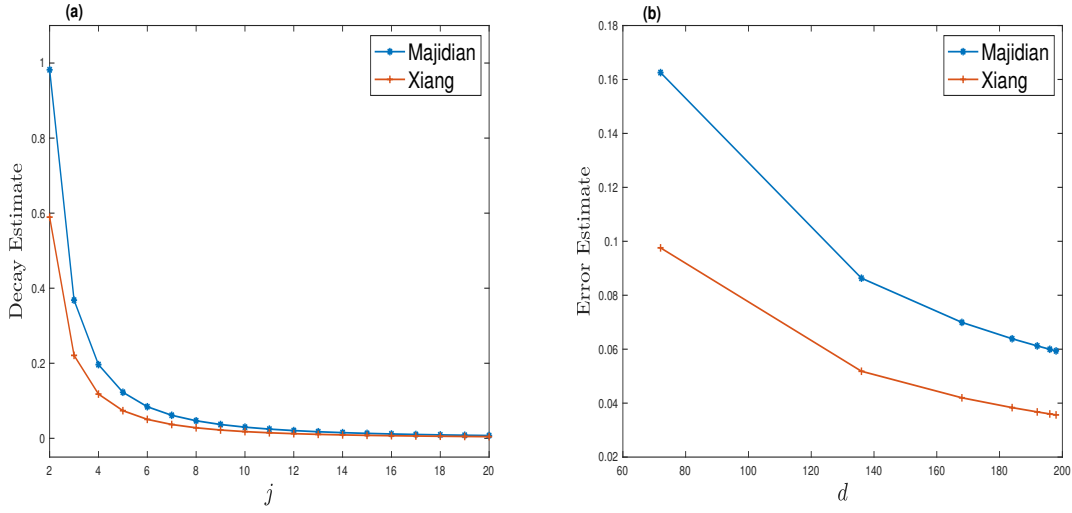 (a)
Majidian
Xiang
Decay Estimate
1
0.8
0.6
0.4
0.2
0
2 4 6 8 10 12 14 16 18 20
j
(b)
Majidian
Xiang
Error Estimate
0.18
0.16
0.14
0.12
0.1
0.08
0.06
0.04
0.02
60 80 100 120 140 160 180 200
d